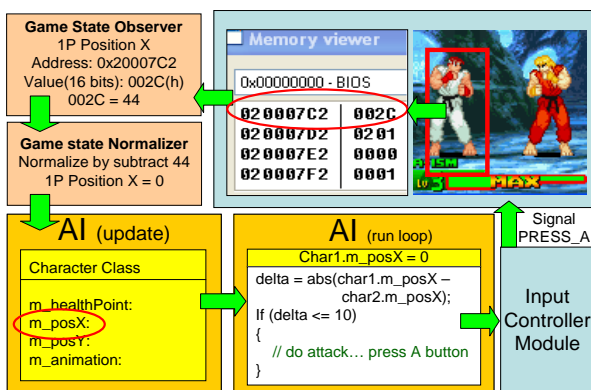 Game State Observer
1P Position X
Address: 0x20007C2
Value(16 bits): 002C(h)
002C = 44
Memory viewer
0x00000000 - BIOS
020007C2 002C
020007D2 0201
020007E2 0000
020007F2 0001
LV.
MAX
Game state Normalizer
Normalize by subtract 44
1P Position X = 0
AI (update)
Character Class
m_healthPoint:
m_posX:
m_posY:
m_animation:
AI (run loop)
Char1.m_posX = 0
delta = abs(char1.m_posX –
char2.m_posX);
If (delta <= 10)
{
// do attack… press A button
}
Signal
PRESS_A
Input
Controller
Module